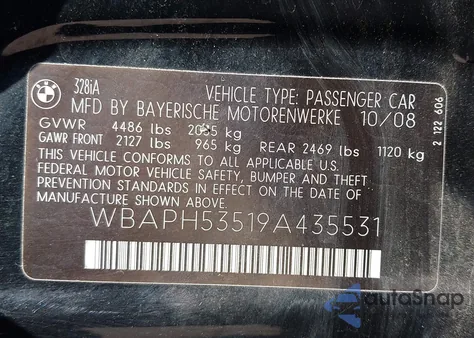 BMW
328iA
VEHICLE TYPE: PASSENGER CAR
MFD BY BAYERISCHE MOTORENWERKE 10/08
GVWR 4486 lbs 2035 kg
GAWR FRONT 2127 lbs 965 kg REAR 2469 lbs 1120 kg
THIS VEHICLE CONFORMS TO ALL APPLICABLE U.S.
FEDERAL MOTOR VEHICLE SAFETY, BUMPER AND THEFT
PREVENTION STANDARDS IN EFFECT ON THE DATE OF
MANUFACTURE SHOWN ABOVE.
WBAPH53519A435531
2 122 606
autoSnap